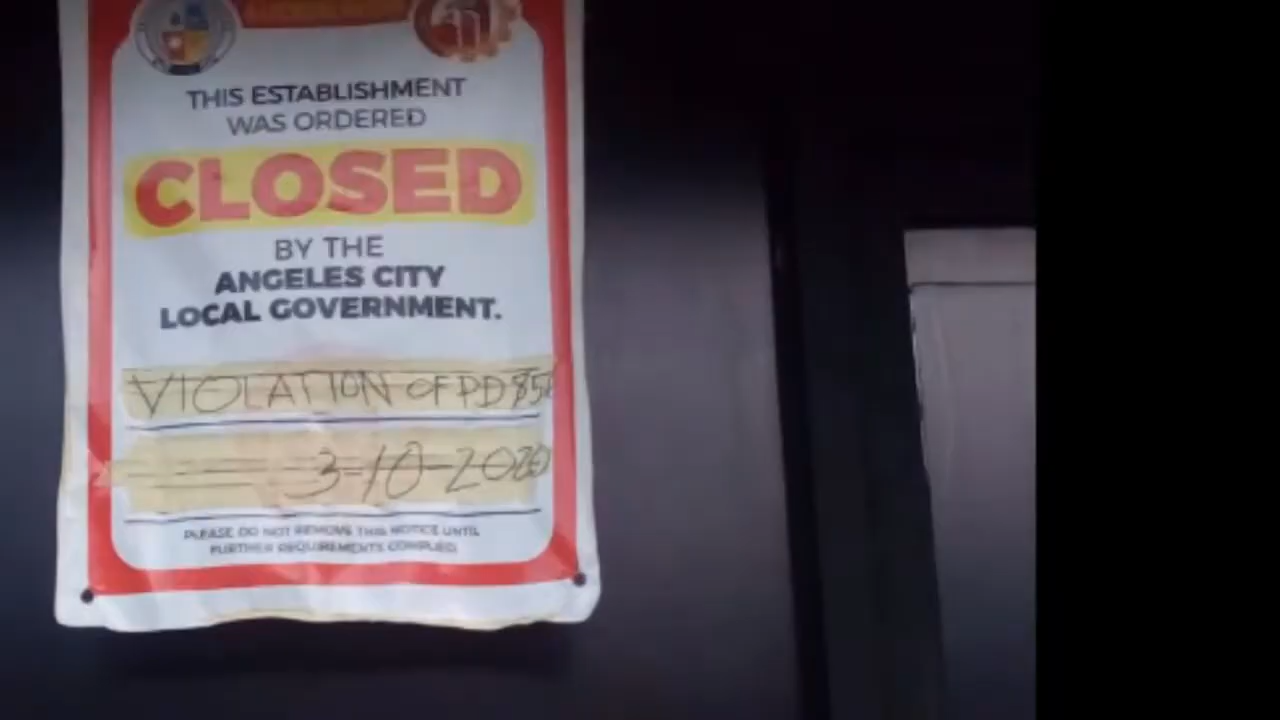 THIS ESTABLISHMENT
WAS ORDERED
CLOSED
BY THE
ANGELES CITY
LOCAL GOVERNMENT.
VIOLATION OF PD 856
3-10-2020
PLEASE DO NOT REMOVE THIS NOTICE UNTIL
FURTHER REQUIREMENTS COMPLIED.